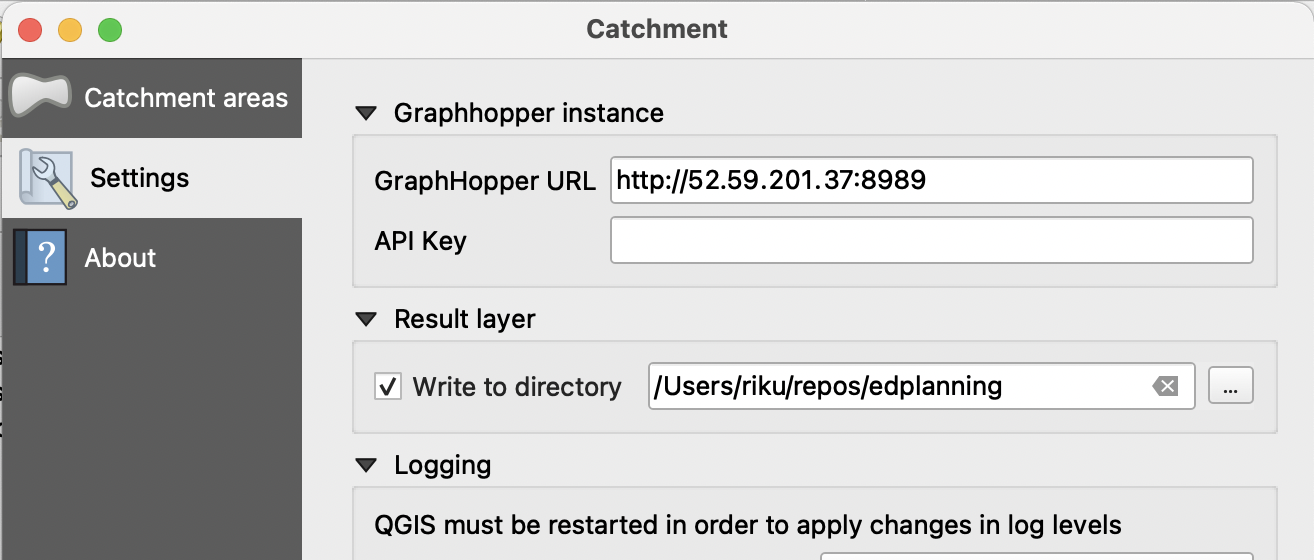 Catchment
Catchment areas
Settings
About
Graphhopper instance
GraphHopper URL http://52.59.201.37:8989
API Key
Result layer
✓ Write to directory /Users/riku/repos/edplanning ...
Logging
QGIS must be restarted in order to apply changes in log levels